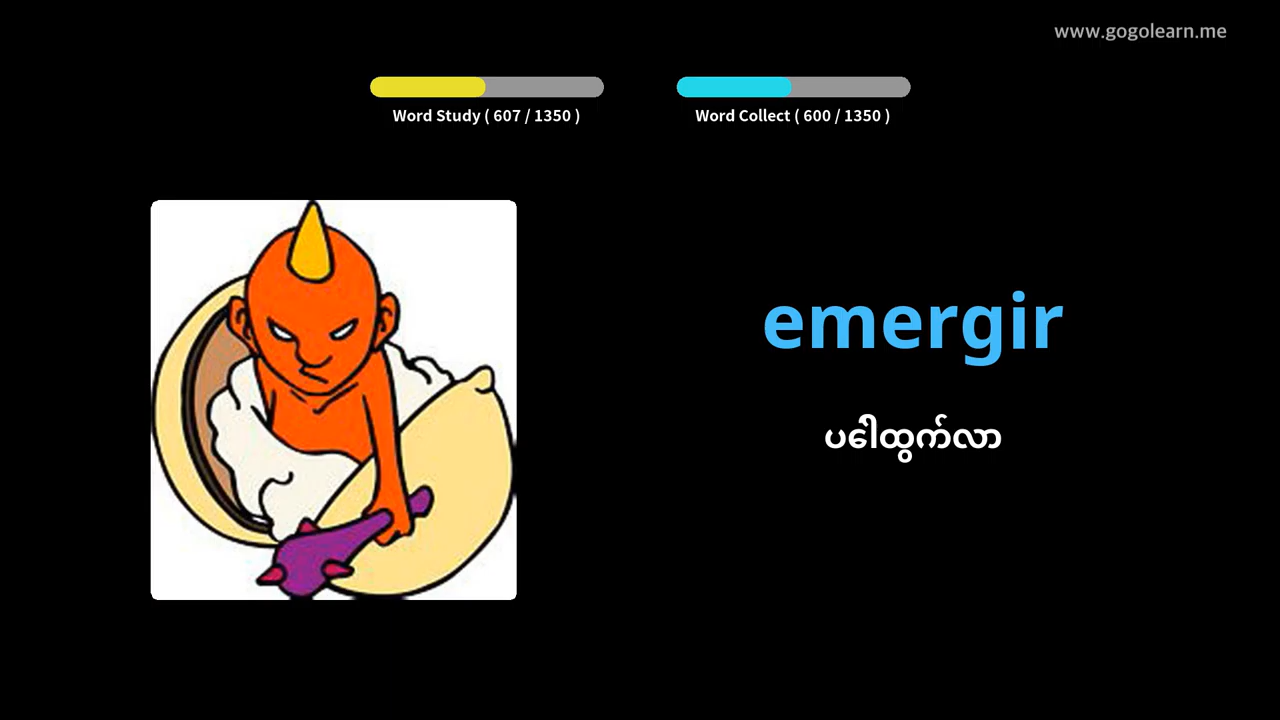 www.gogolearn.me
Word Study ( 607 / 1350 )
Word Collect ( 600 / 1350 )
emergir
ပေါ်ထွက်လာ